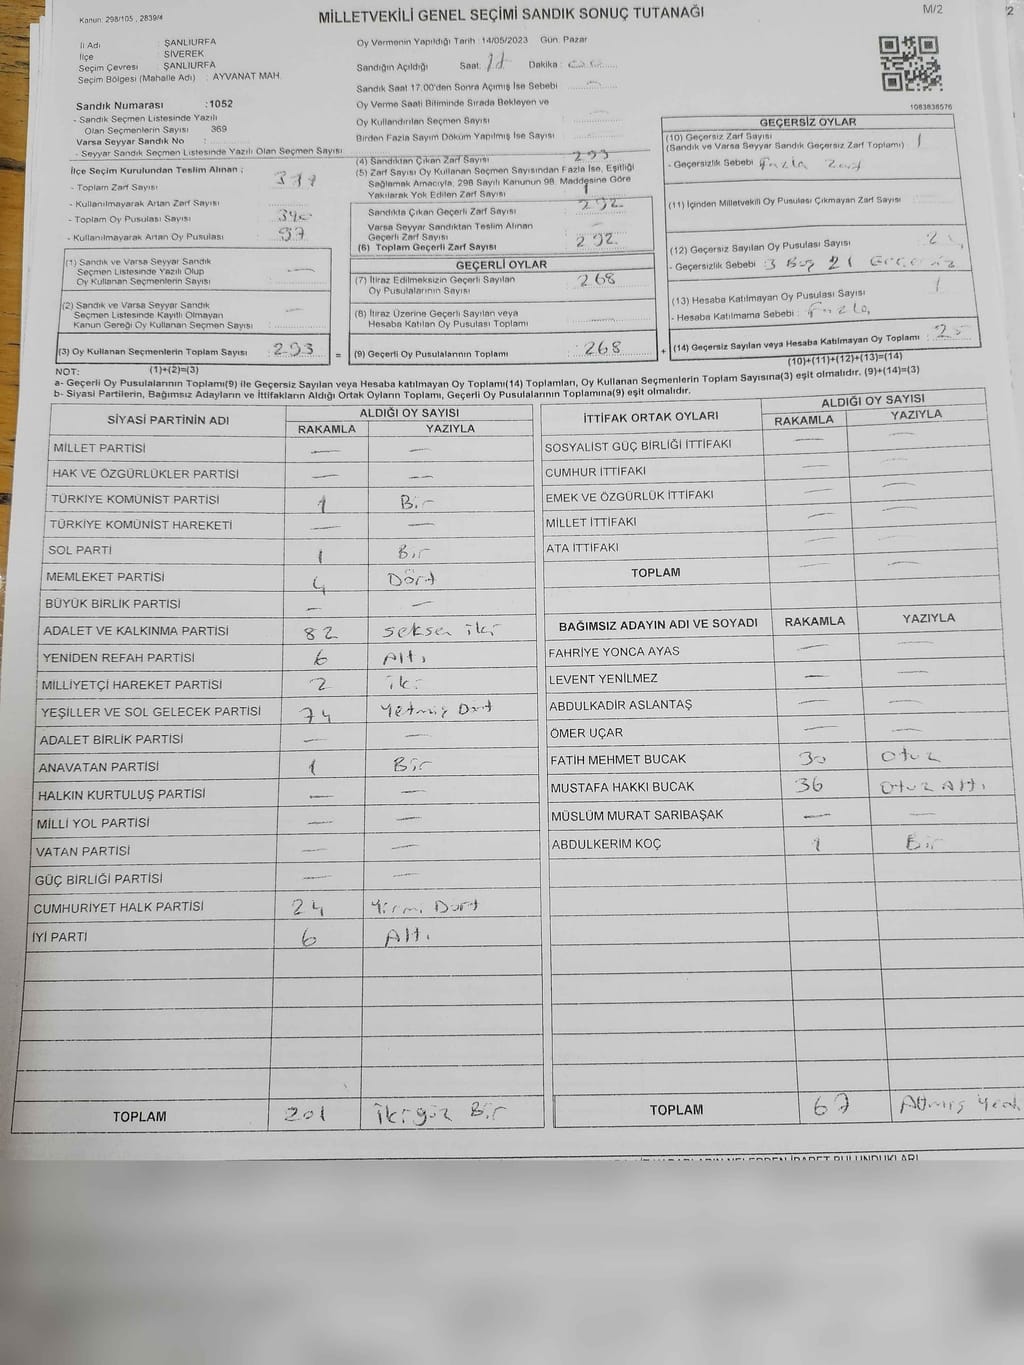 Kanun: 298/105 , 2839/4
MİLLETVEKİLİ GENEL SEÇİMİ SANDIK SONUÇ TUTANAĞI
M/2
İl Adı : ŞANLIURFA
İlçe : SİVEREK
Seçim Çevresi : ŞANLIURFA
Seçim Bölgesi (Mahalle Adı) : AYVANAT MAH.
Oy Vermenin Yapıldığı Tarih :14/05/2023 Gün: Pazar
Sandığın Açıldığı Saat: Dakika :
Sandık Saat 17.00'den Sonra Açımış İse Sebebi
Oy Verme Saati Bitiminde Sırada Bekleyen ve
Oy Kullandırılan Seçmen Sayısı
Birden Fazla Sayım Döküm Yapılmış İse Sayısı
1083838576
Sandık Numarası :1052
- Sandık Seçmen Listesinde Yazılı
Olan Seçmenlerin Sayısı 369
Varsa Seyyar Sandık No
- Seyyar Sandık Seçmen Listesinde Yazılı Olan Seçmen Sayısı
İlçe Seçim Kurulundan Teslim Alınan ;
- Toplam Zarf Sayısı
- Kullanılmayarak Artan Zarf Sayısı
- Toplam Oy Pusulası Sayısı
- Kullanılmayarak Artan Oy Pusulası 97
(1) Sandık ve Varsa Seyyar Sandık
Seçmen Listesinde Yazılı Olup
Oy Kullanan Seçmenlerin Sayısı —
(2) Sandık ve Varsa Seyyar Sandık
Seçmen Listesinde Kayıtlı Olmayan
Kanun Gereği Oy Kullanan Seçmen Sayısı —
(3) Oy Kullanan Seçmenlerin Toplam Sayısı : 293 =
(1)+(2)=(3)
(4) Sandıktan Çıkan Zarf Sayısı 293
(5) Zarf Sayısı Oy Kullanan Seçmen Sayısından Fazla İse, Eşitliği
Sağlamak Amacıyla, 298 Sayılı Kanunun 98. Maddesine Göre
Yakılarak Yok Edilen Zarf Sayısı 1
Sandıkta Çıkan Geçerli Zarf Sayısı 292
Varsa Seyyar Sandıktan Teslim Alınan
Geçerli Zarf Sayısı
(6) Toplam Geçerli Zarf Sayısı 292
GEÇERLİ OYLAR
(7) İtiraz Edilmeksizin Geçerli Sayılan
Oy Pusulalarının Sayısı : 268
(8) İtiraz Üzerine Geçerli Sayılan veya
Hesaba Katılan Oy Pusulası Toplamı
(9) Geçerli Oy Pusulalarının Toplamı : 268 +
GEÇERSİZ OYLAR
(10) Geçersiz Zarf Sayısı
(Sandık ve Varsa Seyyar Sandık Geçersiz Zarf Toplamı) 1
- Geçersizlik Sebebi : Fazla Zarf
(11) İçinden Milletvekili Oy Pusulası Çıkmayan Zarf Sayısı
(12) Geçersiz Sayılan Oy Pusulası Sayısı
- Geçersizlik Sebebi : 3 Boş 21 Geçersiz
(13) Hesaba Katılmayan Oy Pusulası Sayısı 1
- Hesaba Katılmama Sebebi : Fazla
(14) Geçersiz Sayılan veya Hesaba Katılmayan Oy Toplamı : 25
(10)+(11)+(12)+(13)=(14)
NOT:
a- Geçerli Oy Pusulalarının Toplamı(9) ile Geçersiz Sayılan veya Hesaba katılmayan Oy Toplamı(14) Toplamları, Oy Kullanan Seçmenlerin Toplam Sayısına(3) eşit olmalıdır. (9)+(14)=(3)
b- Siyasi Partilerin, Bağımsız Adayların ve İttifakların Aldığı Ortak Oyların Toplamı, Geçerli Oy Pusulalarının Toplamına(9) eşit olmalıdır.
SİYASİ PARTİNİN ADI ALDIĞI OY SAYISI
RAKAMLA YAZIYLA
MİLLET PARTİSİ — —
HAK VE ÖZGÜRLÜKLER PARTİSİ — —
TÜRKİYE KOMÜNİST PARTİSİ 1 Bir
TÜRKİYE KOMÜNİST HAREKETİ — —
SOL PARTİ 1 Bir
MEMLEKET PARTİSİ 4 Dört
BÜYÜK BİRLİK PARTİSİ — —
ADALET VE KALKINMA PARTİSİ 82 seksen iki
YENİDEN REFAH PARTİSİ 6 Altı
MİLLİYETÇİ HAREKET PARTİSİ 2 iki
YEŞİLLER VE SOL GELECEK PARTİSİ 74 Yetmiş Dört
ADALET BİRLİK PARTİSİ — —
ANAVATAN PARTİSİ 1 Bir
HALKIN KURTULUŞ PARTİSİ — —
MİLLİ YOL PARTİSİ — —
VATAN PARTİSİ — —
GÜÇ BİRLİĞİ PARTİSİ — —
CUMHURİYET HALK PARTİSİ 24 Yirmi Dört
İYİ PARTİ 6 Altı
TOPLAM 201 İkiyüz Bir
İTTİFAK ORTAK OYLARI ALDIĞI OY SAYISI
RAKAMLA YAZIYLA
SOSYALİST GÜÇ BİRLİĞİ İTTİFAKI — —
CUMHUR İTTİFAKI — —
EMEK VE ÖZGÜRLÜK İTTİFAKI — —
MİLLET İTTİFAKI — —
ATA İTTİFAKI — —
TOPLAM — —
BAĞIMSIZ ADAYIN ADI VE SOYADI RAKAMLA YAZIYLA
FAHRİYE YONCA AYAS — —
LEVENT YENİLMEZ — —
ABDULKADİR ASLANTAŞ — —
ÖMER UÇAR — —
FATİH MEHMET BUCAK 30 Otuz
MUSTAFA HAKKI BUCAK 36 Otuz Altı
MÜSLÜM MURAT SARIBAŞAK — —
ABDULKERİM KOÇ 1 Bir
TOPLAM 67 Atmış Yedi